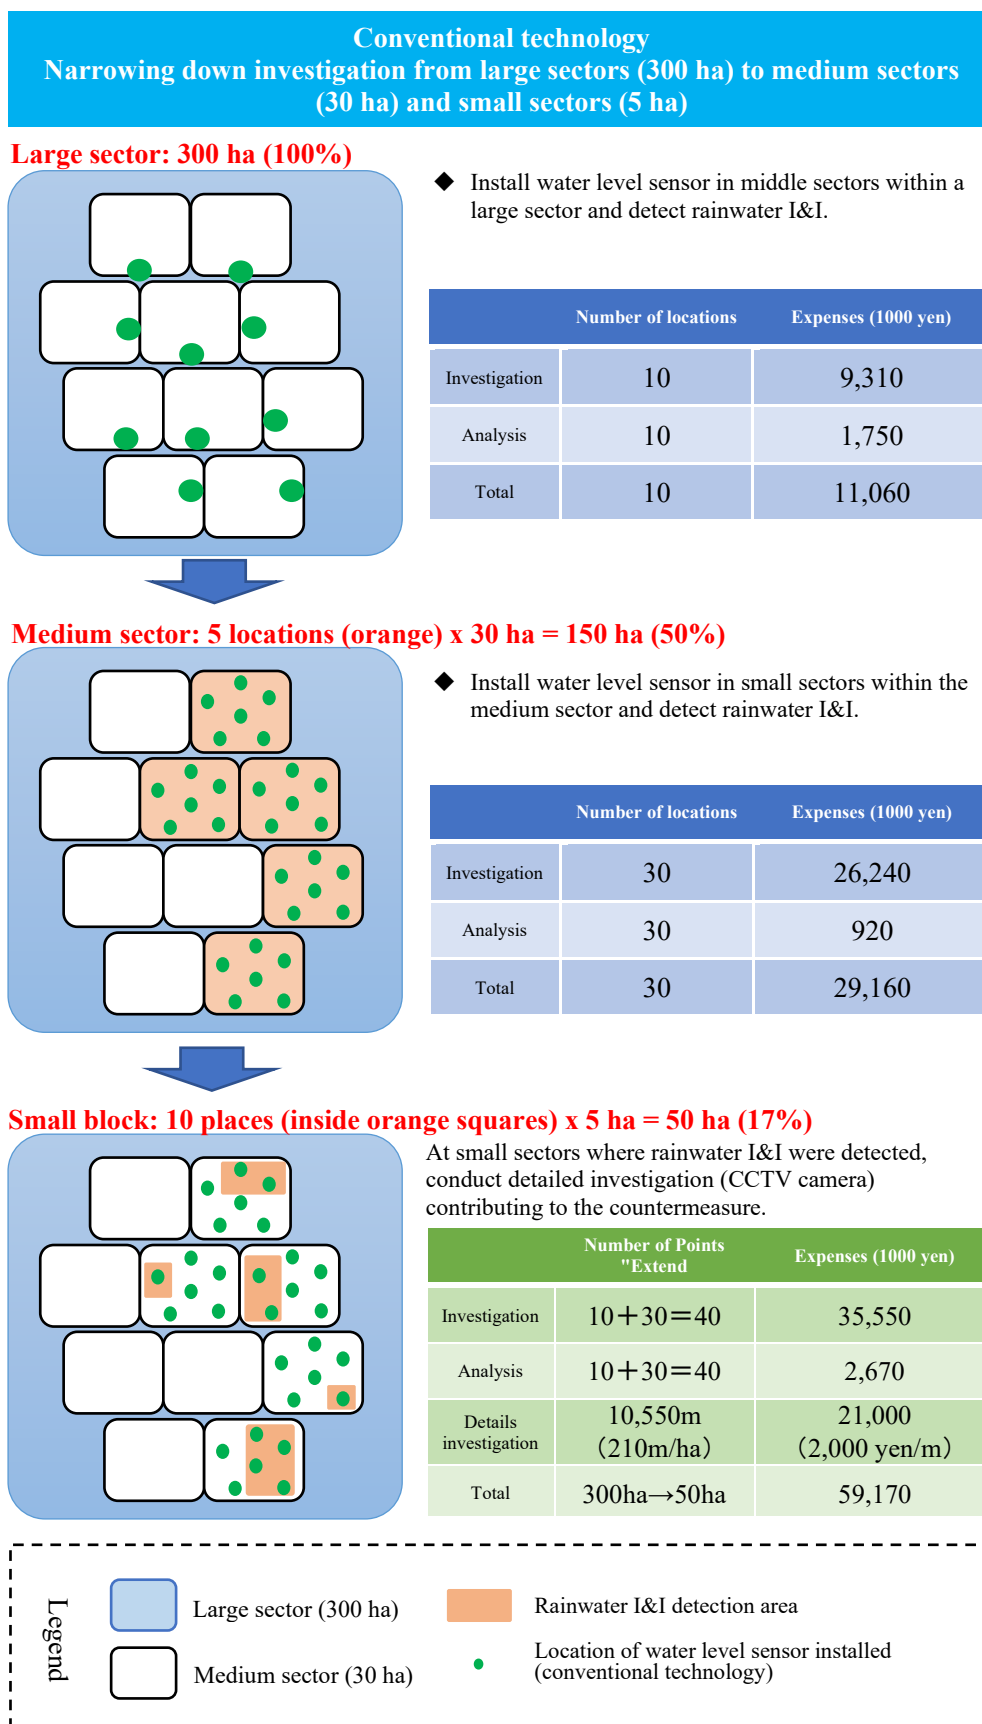 Conventional technology
Narrowing down investigation from large sectors (300 ha) to medium sectors
(30 ha) and small sectors (5 ha)
Large sector: 300 ha (100%)
◆ Install water level sensor in middle sectors within a
large sector and detect rainwater I&I.
Number of locations Expenses (1000 yen)
Investigation 10 9,310
Analysis 10 1,750
Total 10 11,060
Medium sector: 5 locations (orange) x 30 ha = 150 ha (50%)
◆ Install water level sensor in small sectors within the
medium sector and detect rainwater I&I.
Number of locations Expenses (1000 yen)
Investigation 30 26,240
Analysis 30 920
Total 30 29,160
Small block: 10 places (inside orange squares) x 5 ha = 50 ha (17%)
At small sectors where rainwater I&I were detected,
conduct detailed investigation (CCTV camera)
contributing to the countermeasure.
Number of Points
"Extend
Expenses (1000 yen)
Investigation 10＋30＝40 35,550
Analysis 10＋30＝40 2,670
Details
investigation
10,550m
（210m/ha）
21,000
（2,000 yen/m）
Total 300ha→50ha 59,170
Legend
Large sector (300 ha)
Rainwater I&I detection area
Medium sector (30 ha)
Location of water level sensor installed
(conventional technology)